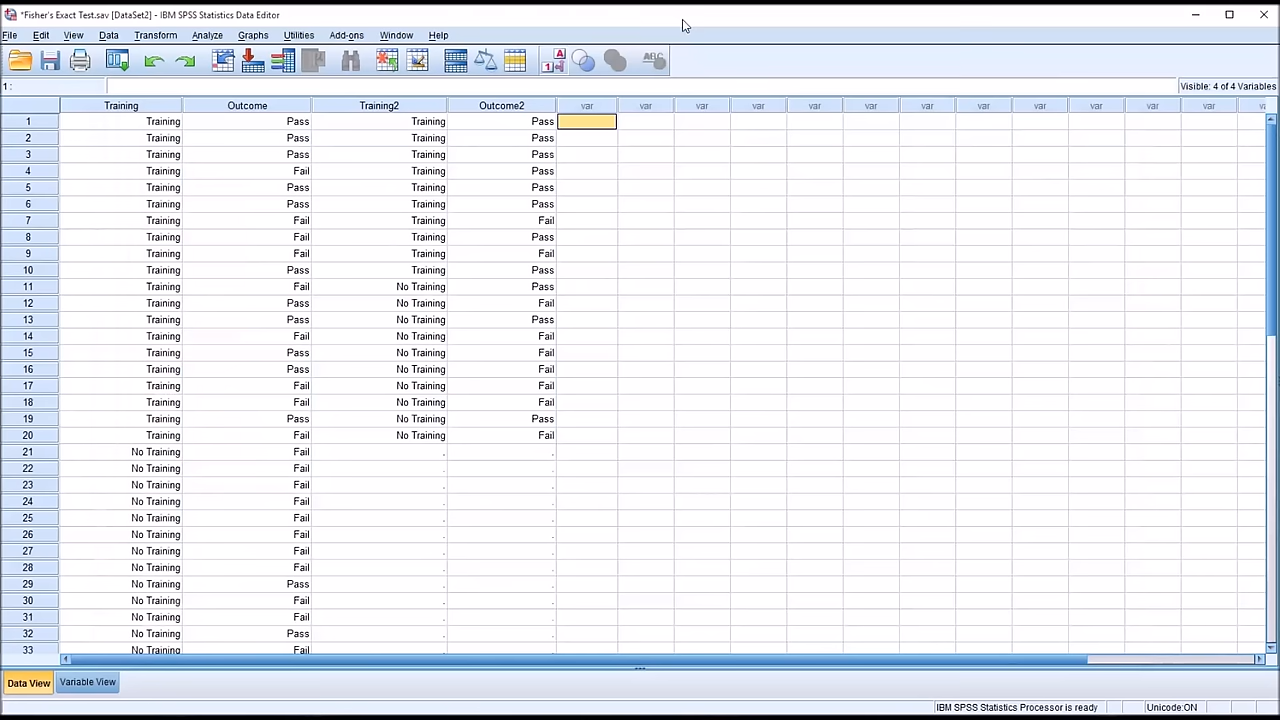 *Fisher's Exact Test.sav [DataSet2] - IBM SPSS Statistics Data Editor
File Edit View Data Transform Analyze Graphs Utilities Add-ons Window Help
A
1 14 ABC
1 : Visible: 4 of 4 Variables
Training Outcome Training2 Outcome2 var var var var var var var var var var var var
1 Training Pass Training Pass
2 Training Pass Training Pass
3 Training Pass Training Pass
4 Training Fail Training Pass
5 Training Pass Training Pass
6 Training Pass Training Pass
7 Training Fail Training Fail
8 Training Fail Training Pass
9 Training Fail Training Fail
10 Training Pass Training Pass
11 Training Fail No Training Pass
12 Training Pass No Training Fail
13 Training Pass No Training Pass
14 Training Fail No Training Fail
15 Training Pass No Training Fail
16 Training Pass No Training Fail
17 Training Fail No Training Fail
18 Training Fail No Training Fail
19 Training Pass No Training Pass
20 Training Fail No Training Fail
21 No Training Fail . .
22 No Training Fail . .
23 No Training Fail . .
24 No Training Fail . .
25 No Training Fail . .
26 No Training Fail . .
27 No Training Fail . .
28 No Training Fail . .
29 No Training Pass . .
30 No Training Fail . .
31 No Training Fail . .
32 No Training Pass . .
33 No Training Fail
Data View Variable View
IBM SPSS Statistics Processor is ready Unicode:ON